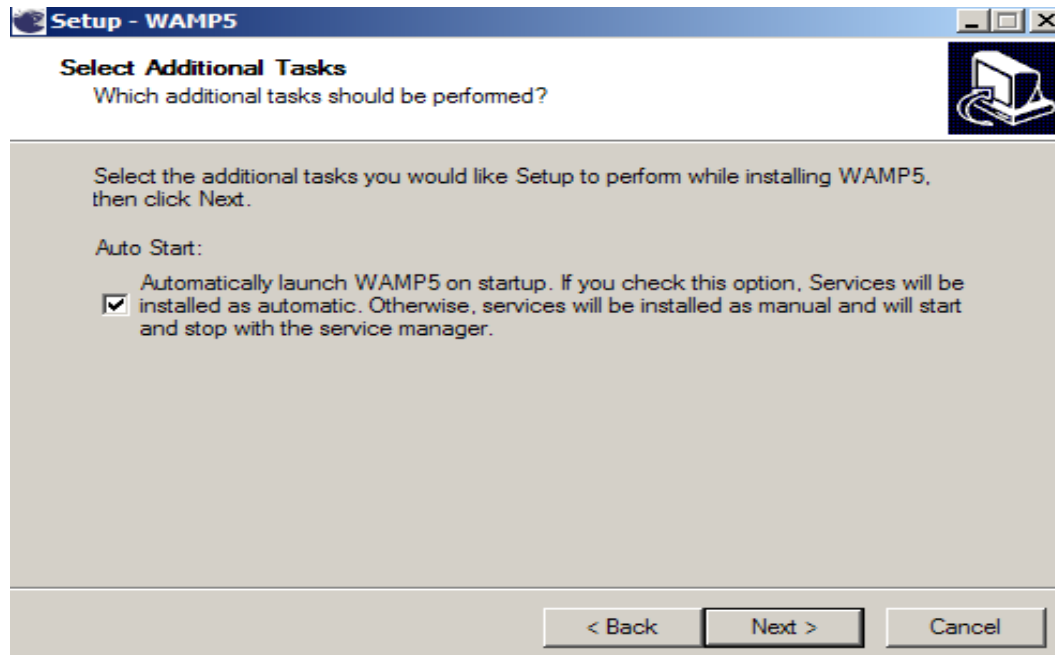 Setup - WAMP5
Select Additional Tasks
Which additional tasks should be performed?
Select the additional tasks you would like Setup to perform while installing WAMP5,
then click Next.
Auto Start:
Automatically launch WAMP5 on startup. If you check this option, Services will be
installed as automatic. Otherwise, services will be installed as manual and will start
and stop with the service manager.
< Back
Next >
Cancel